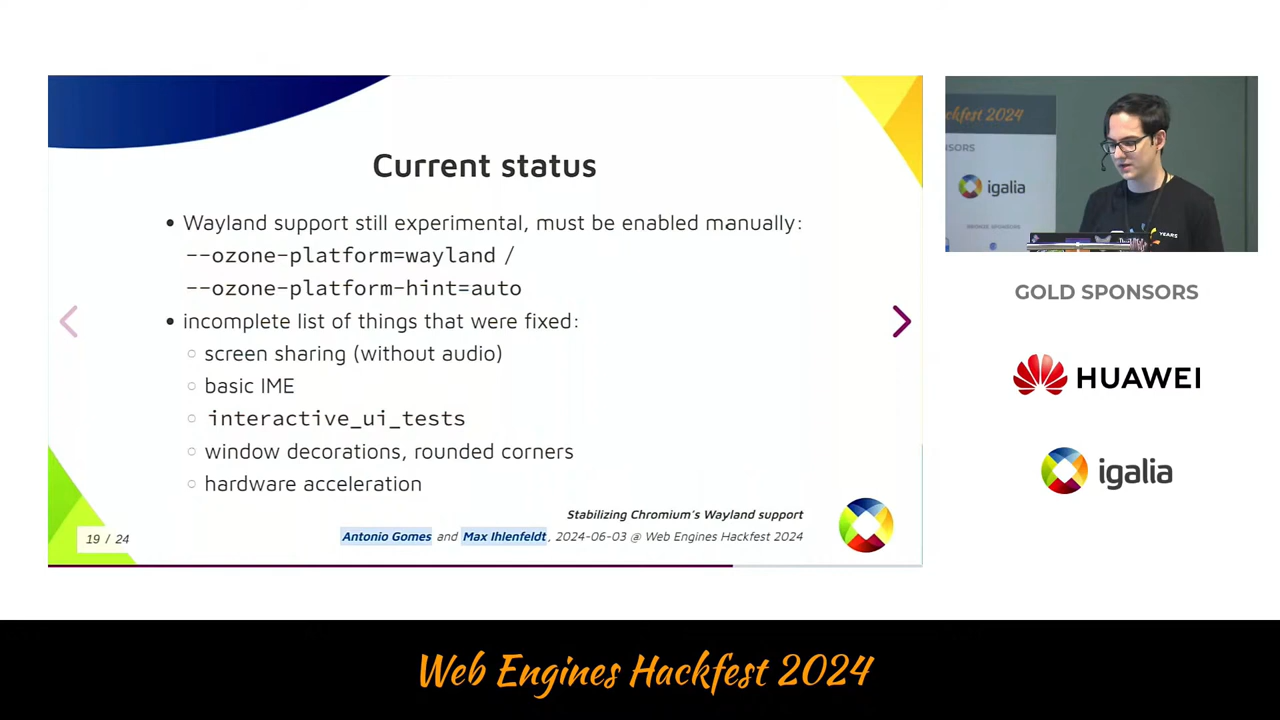 Current status
• Wayland support still experimental, must be enabled manually:
--ozone-platform=wayland /
--ozone-platform-hint=auto
• incomplete list of things that were fixed:
○ screen sharing (without audio)
○ basic IME
○ interactive_ui_tests
○ window decorations, rounded corners
○ hardware acceleration
Stabilizing Chromium's Wayland support
Antonio Gomes and Max Ihlenfeldt, 2024-06-03 @ Web Engines Hackfest 2024
19 / 24
ckfest 2024
SORS
igalia
YEARS
GOLD SPONSORS
HUAWEI
igalia
Web Engines Hackfest 2024